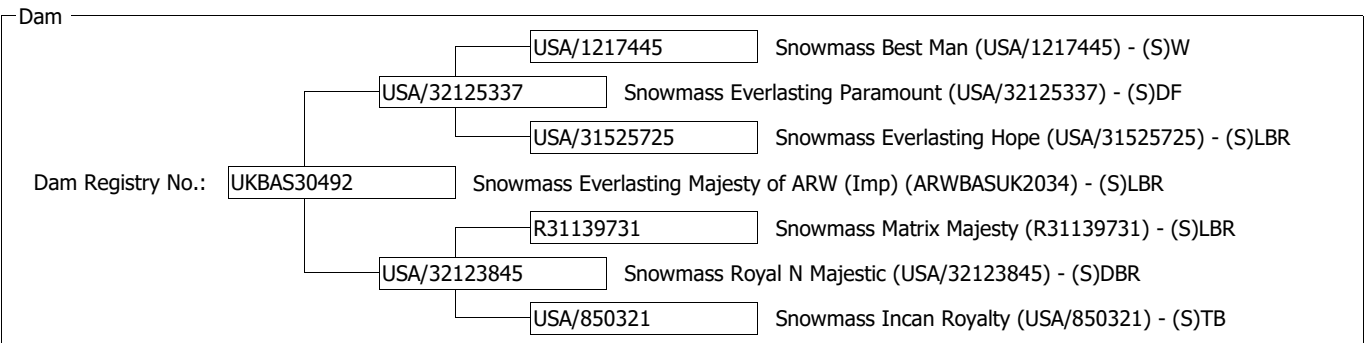 Dam
USA/1217445 Snowmass Best Man (USA/1217445) - (S)W
USA/32125337 Snowmass Everlasting Paramount (USA/32125337) - (S)DF
USA/31525725 Snowmass Everlasting Hope (USA/31525725) - (S)LBR
Dam Registry No.: UKBAS30492 Snowmass Everlasting Majesty of ARW (Imp) (ARWBASUK2034) - (S)LBR
R31139731 Snowmass Matrix Majesty (R31139731) - (S)LBR
USA/32123845 Snowmass Royal N Majestic (USA/32123845) - (S)DBR
USA/850321 Snowmass Incan Royalty (USA/850321) - (S)TB